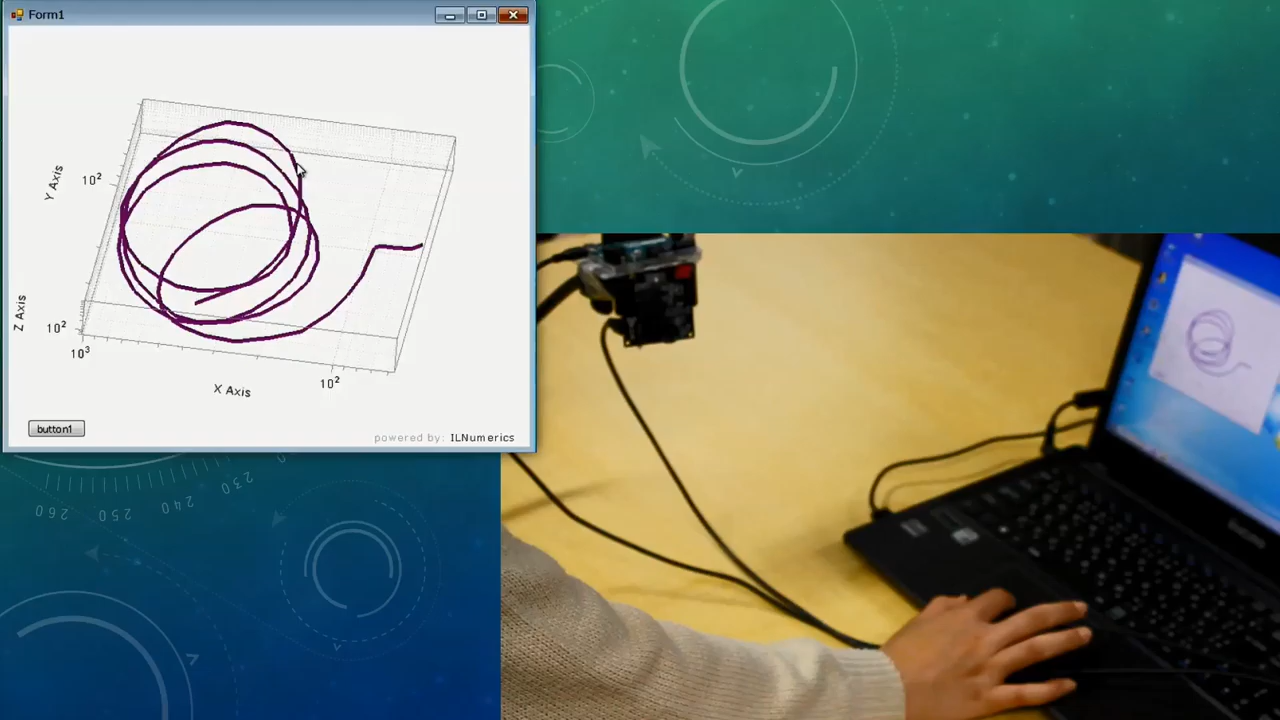 Form1
Y Axis
10²
Z Axis
10²
10³
X Axis
10²
button1
powered by: ILNumerics
260
250
240
230